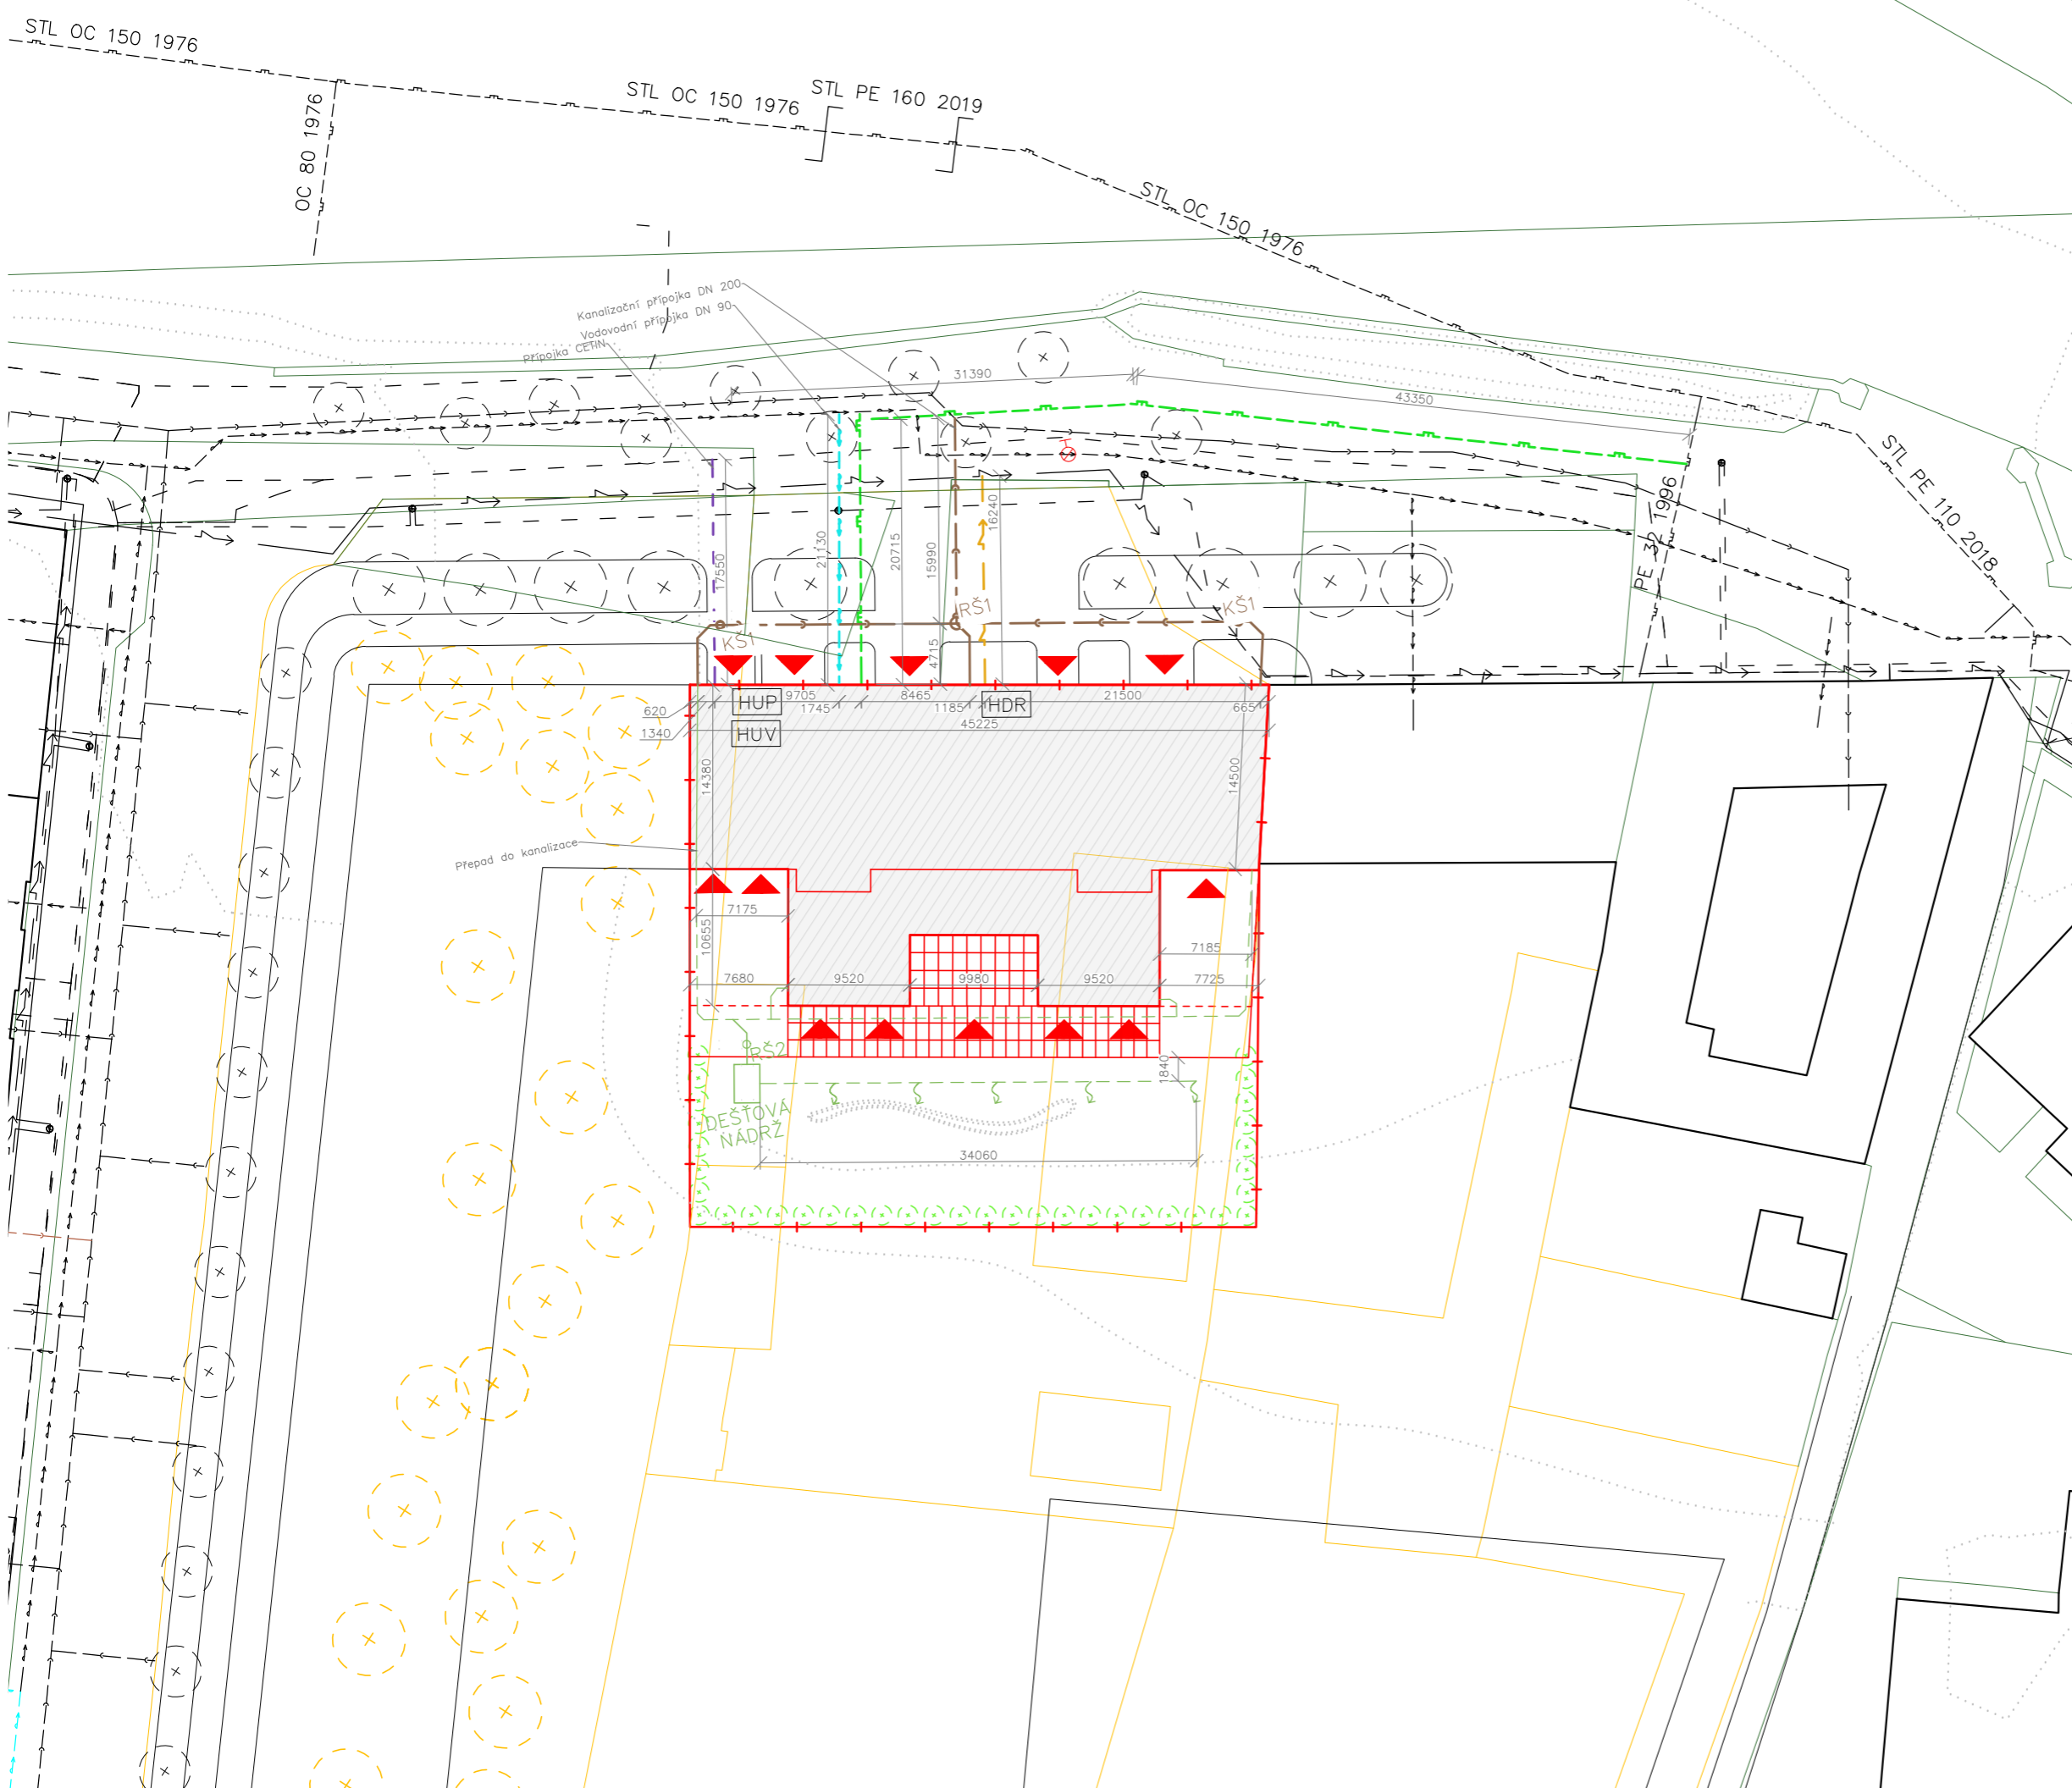 STL OC 150 1976
OC 80 1976
STL OC 150 1976
STL PE 160 2019
STL OC 150 1976
STL PE 110 2018
PE 32 1996
Kanalizační přípojka DN 200
Vodovodní přípojka DN 90
Přípojka CETIN
31390
43350
17550
21130
20715
15990
16240
4715
KŠ1
RŠ1
KŠ1
620
9705
1745
8465
1185
21500
665
1340
45225
HUP
HDR
HUV
14380
14500
Přepad do kanalizace
7175
10655
7185
7680
9520
9980
9520
7725
RŠ2
1840
DEŠŤOVÁ
NÁDRŽ
34060